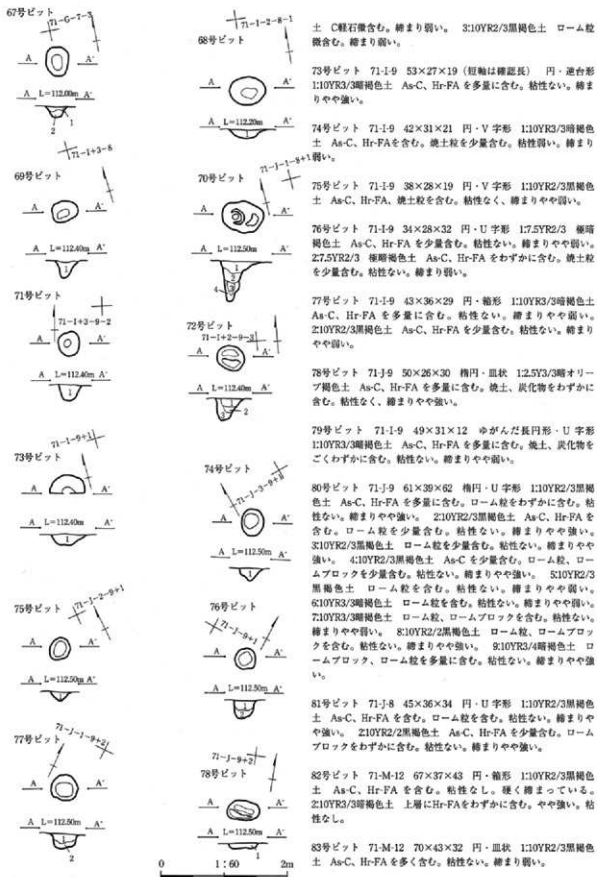 67号ピット
71-G-7-3
A A'
A L=112.00m A'
1
2
68号ピット
71-I-2-8-1
A A'
A L=112.20m A'
1
69号ピット
71-I+3-8
A A'
A L=112.40m A'
1
70号ピット
71-I-1-8+1
A A'
A L=112.50m A'
1
2
3
4
71号ピット
71-I+3-9-2
A A'
A L=112.40m A'
1
72号ピット
71-I+2-9-3
A A'
A L=112.40m A'
1
2
3
73号ピット
71-I-9+1
A A'
A L=112.40m A'
1
74号ピット
A A'
A L=112.50m A'
1
75号ピット
71-I-2-9+1
A A'
A L=112.50m A'
1
76号ピット
71-I-9+1
A A'
A L=112.50m A'
1
2
77号ピット
71-J-1-9+2
A A'
A L=112.50m A'
1
2
78号ピット
71-J-9+2
A A'
A L=112.50m A'
1
0 1:60 2m
土 C軽石微含む。締まり弱い。 3:10YR2/3黒褐色土 ローム粒
微含む。締まり弱い。
73号ピット 71-I-9 53×27×19（短軸は確認長） 円・逆台形
1:10YR3/3暗褐色土 As-C、Hr-FAを多量に含む。粘性ない。締ま
りやや強い。
74号ピット 71-I-9 42×31×21 円・V字形 1:10YR3/3暗褐色
土 As-C、Hr-FAを含む。焼土粒を少量含む。粘性弱い。締まり
弱い。
75号ピット 71-I-9 38×28×19 円・V字形 1:10YR2/3黒褐色
土 As-C、Hr-FA、焼土粒を含む。粘性なく、締まりやや弱い。
76号ピット 71-I-9 34×28×32 円・U字形 1:7.5YR2/3 極暗
褐色土 As-C、Hr-FAを少量含む。粘性ない。締まりやや弱い。
2:7.5YR2/3 極暗褐色土 As-C、Hr-FAをわずかに含む。焼土粒
を少量含む。粘性ない。締まり弱い。
77号ピット 71-I-9 43×36×29 円・箱形 1:10YR3/3暗褐色土
As-C、Hr-FAを多量に含む。粘性ない。締まりやや弱い。
2:10YR2/3黒褐色土 As-C、Hr-FAを少量含む。粘性ない。締まり
やや弱い。
78号ピット 71-J-9 50×26×30 楕円・皿状 1:2.5Y3/3暗オリー
ブ褐色土 As-C、Hr-FAを多量に含む。焼土、炭化物をわずかに
含む。粘性なく、締まりやや強い。
79号ピット 71-I-9 49×31×12 ゆがんだ長円形・U字形
1:10YR3/3暗褐色土 As-C、Hr-FAを多量に含む。焼土、炭化物を
ごくわずかに含む。粘性ない。締まりやや弱い。
80号ピット 71-J-9 61×39×62 楕円・U字形 1:10YR2/3黒褐
色土 As-C、Hr-FAを多量に含む。ローム粒をわずかに含む。粘
性ない。締まりやや強い。 2:10YR2/3黒褐色土 As-C、Hr-FAを
含む。ローム粒を少量含む。粘性ない。締まりやや強い。
3:10YR2/3黒褐色土 ローム粒を少量含む。粘性ない。締まりやや
強い。 4:10YR2/3黒褐色土 As-Cを少量含む。ローム粒、ロー
ムブロックを少量含む。粘性ない。締まりやや強い。 5:10YR2/3
黒褐色土 ローム粒を含む。粘性ない。締まりやや弱い。
6:10YR3/3暗褐色土 ローム粒を含む。粘性ない。締まりやや弱い。
7:10YR3/3暗褐色土 ローム粒、ロームブロックを含む。粘性ない。
締まりやや弱い。 8:10YR2/2黒褐色土 ローム粒、ロームブロッ
クを含む。粘性ない。締まりやや強い。 9:10YR3/4暗褐色土 ロ
ームブロック、ローム粒を多量に含む。粘性ない。締まりやや強
い。
81号ピット 71-J-8 45×36×34 円・U字形 1:10YR2/3黒褐色
土 As-C、Hr-FAを含む。ローム粒を含む。粘性ない。締まりや
や強い。 2:10YR2/2黒褐色土 As-C、Hr-FAを少量含む。ローム
ブロックをわずかに含む。粘性ない。締まりやや強い。
82号ピット 71-M-12 67×37×43 円・箱形 1:10YR2/3黒褐色
土 As-C、Hr-FAを含む。粘性なし。硬く締まっている。
2:10YR3/3暗褐色土 上層にHr-FAをわずかに含む。やや強い。粘
性なし。
83号ピット 71-M-12 70×43×32 円・皿状 1:10YR2/3黒褐色
土 As-C、Hr-FAを多く含む。粘性ない。締まり弱い。